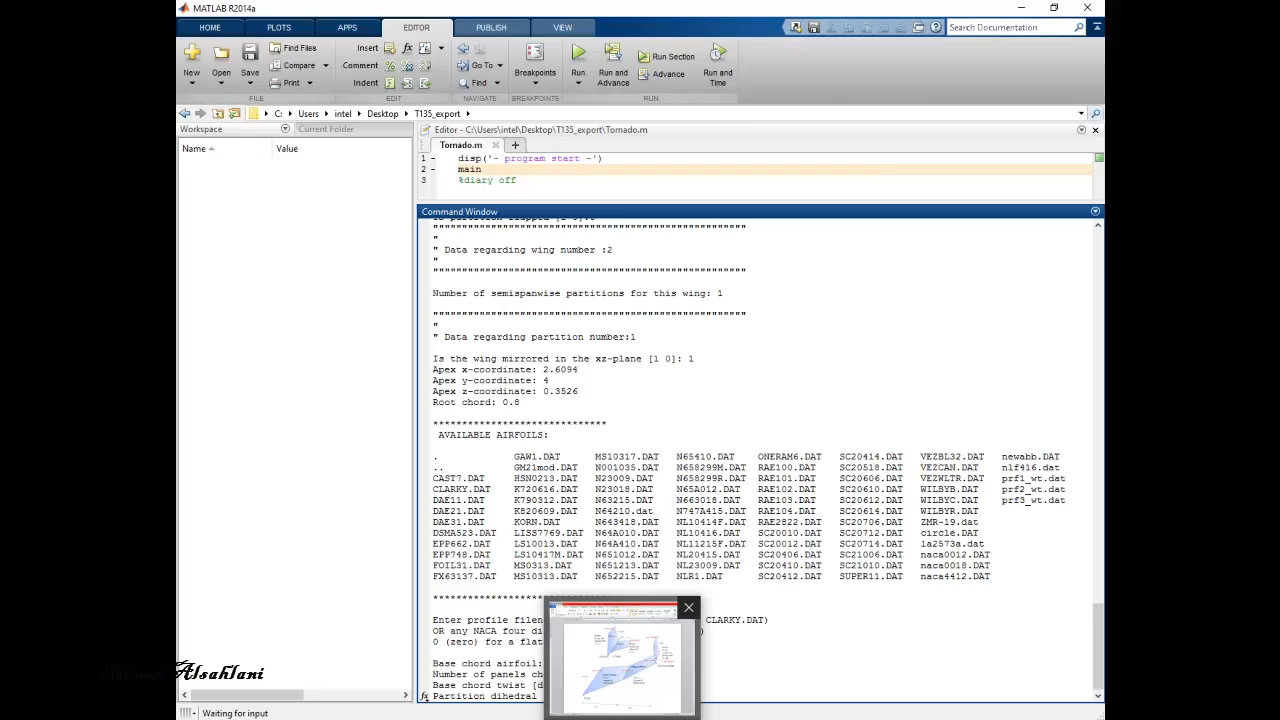 MATLAB R2014a
HOME PLOTS APPS EDITOR PUBLISH VIEW
Search Documentation
New Open Save Find Files Compare Print
Insert Comment Indent
Go To Find
Breakpoints Run Run and Advance Run Section Advance Run and Time
FILE EDIT NAVIGATE BREAKPOINTS RUN
C: Users intel Desktop T135_export
Workspace Current Folder
Name Value
Editor - C:\Users\intel\Desktop\T135_export\Tornado.m
Tornado.m
1 - disp('- program start -')
2 - main
3 %diary off
Command Window
""""""""""""""""""""""""""""""""""""""""""""""""""""""""""
"
" Data regarding wing number :2
"
""""""""""""""""""""""""""""""""""""""""""""""""""""""""""
Number of semispanwise partitions for this wing: 1
""""""""""""""""""""""""""""""""""""""""""""""""""""""""""
"
" Data regarding partition number:1
Is the wing mirrored in the xz-plane [1 0]: 1
Apex x-coordinate: 2.6094
Apex y-coordinate: 4
Apex z-coordinate: 0.3526
Root chord: 0.8
********************************
AVAILABLE AIRFOILS:
. GAW1.DAT MS10317.DAT N65410.DAT ONERAM6.DAT SC20414.DAT VEZBL32.DAT newabb.DAT
.. GM21mod.DAT N001035.DAT N658299M.DAT RAE100.DAT SC20518.DAT VEZCAN.DAT nlf416.dat
CAST7.DAT HSN0213.DAT N23009.DAT N658299R.DAT RAE101.DAT SC20606.DAT VEZWLTR.DAT prf1_wt.dat
CLARKY.DAT K720616.DAT N23018.DAT N65A012.DAT RAE102.DAT SC20610.DAT WILBYB.DAT prf2_wt.dat
DAE11.DAT K790312.DAT N63215.DAT N663018.DAT RAE103.DAT SC20612.DAT WILBYC.DAT prf3_wt.dat
DAE21.DAT K820609.DAT N64210.dat N747A415.DAT RAE104.DAT SC20614.DAT WILBYR.DAT
DAE31.DAT KORN.DAT N643418.DAT NL10414F.DAT RAE2822.DAT SC20706.DAT ZMR-19.dat
DSMA523.DAT LISS7769.DAT N64A010.DAT NL10416.DAT SC20010.DAT SC20712.DAT circle.DAT
EPP662.DAT LS10013.DAT N64A410.DAT NL11215F.DAT SC20012.DAT SC20714.DAT la2573a.DAT
EPP748.DAT LS10417M.DAT N651012.DAT NL20415.DAT SC20406.DAT SC21006.DAT naca0012.DAT
FOIL31.DAT MS0313.DAT N651213.DAT NL23009.DAT SC20410.DAT SC21010.DAT naca0018.DAT
FX63137.DAT MS10313.DAT N652215.DAT NLR1.DAT SC20412.DAT SUPER11.DAT naca4412.DAT
Enter profile CLARKY.DAT)
OR any NACA four )
0 (zero) for a
Base chord airfoil:
Number of panels
Base chord twist
Partition dihedral
Alsahlani
Waiting for input